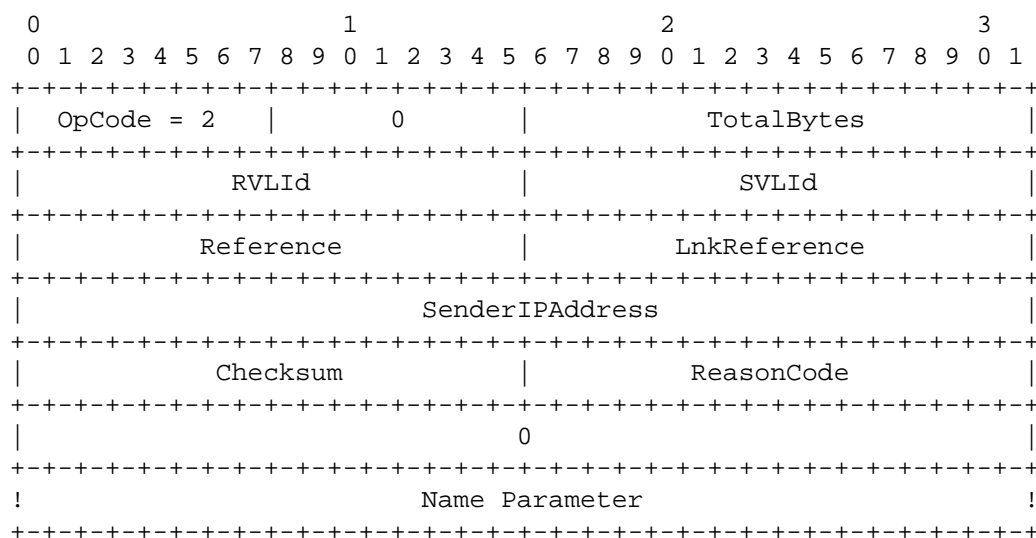 0                   1                   2                   3
 0 1 2 3 4 5 6 7 8 9 0 1 2 3 4 5 6 7 8 9 0 1 2 3 4 5 6 7 8 9 0 1
+-+-+-+-+-+-+-+-+-+-+-+-+-+-+-+-+-+-+-+-+-+-+-+-+-+-+-+-+-+-+-+-+
|  OpCode = 2   |       0       |           TotalBytes          |
+-+-+-+-+-+-+-+-+-+-+-+-+-+-+-+-+-+-+-+-+-+-+-+-+-+-+-+-+-+-+-+-+
|             RVLId             |             SVLId             |
+-+-+-+-+-+-+-+-+-+-+-+-+-+-+-+-+-+-+-+-+-+-+-+-+-+-+-+-+-+-+-+-+
|           Reference           |         LnkReference          |
+-+-+-+-+-+-+-+-+-+-+-+-+-+-+-+-+-+-+-+-+-+-+-+-+-+-+-+-+-+-+-+-+
|                         SenderIPAddress                       |
+-+-+-+-+-+-+-+-+-+-+-+-+-+-+-+-+-+-+-+-+-+-+-+-+-+-+-+-+-+-+-+-+
|            Checksum           |          ReasonCode           |
+-+-+-+-+-+-+-+-+-+-+-+-+-+-+-+-+-+-+-+-+-+-+-+-+-+-+-+-+-+-+-+-+
|                               0                               |
+-+-+-+-+-+-+-+-+-+-+-+-+-+-+-+-+-+-+-+-+-+-+-+-+-+-+-+-+-+-+-+-+
!                         Name Parameter                        !
+-+-+-+-+-+-+-+-+-+-+-+-+-+-+-+-+-+-+-+-+-+-+-+-+-+-+-+-+-+-+-+-+